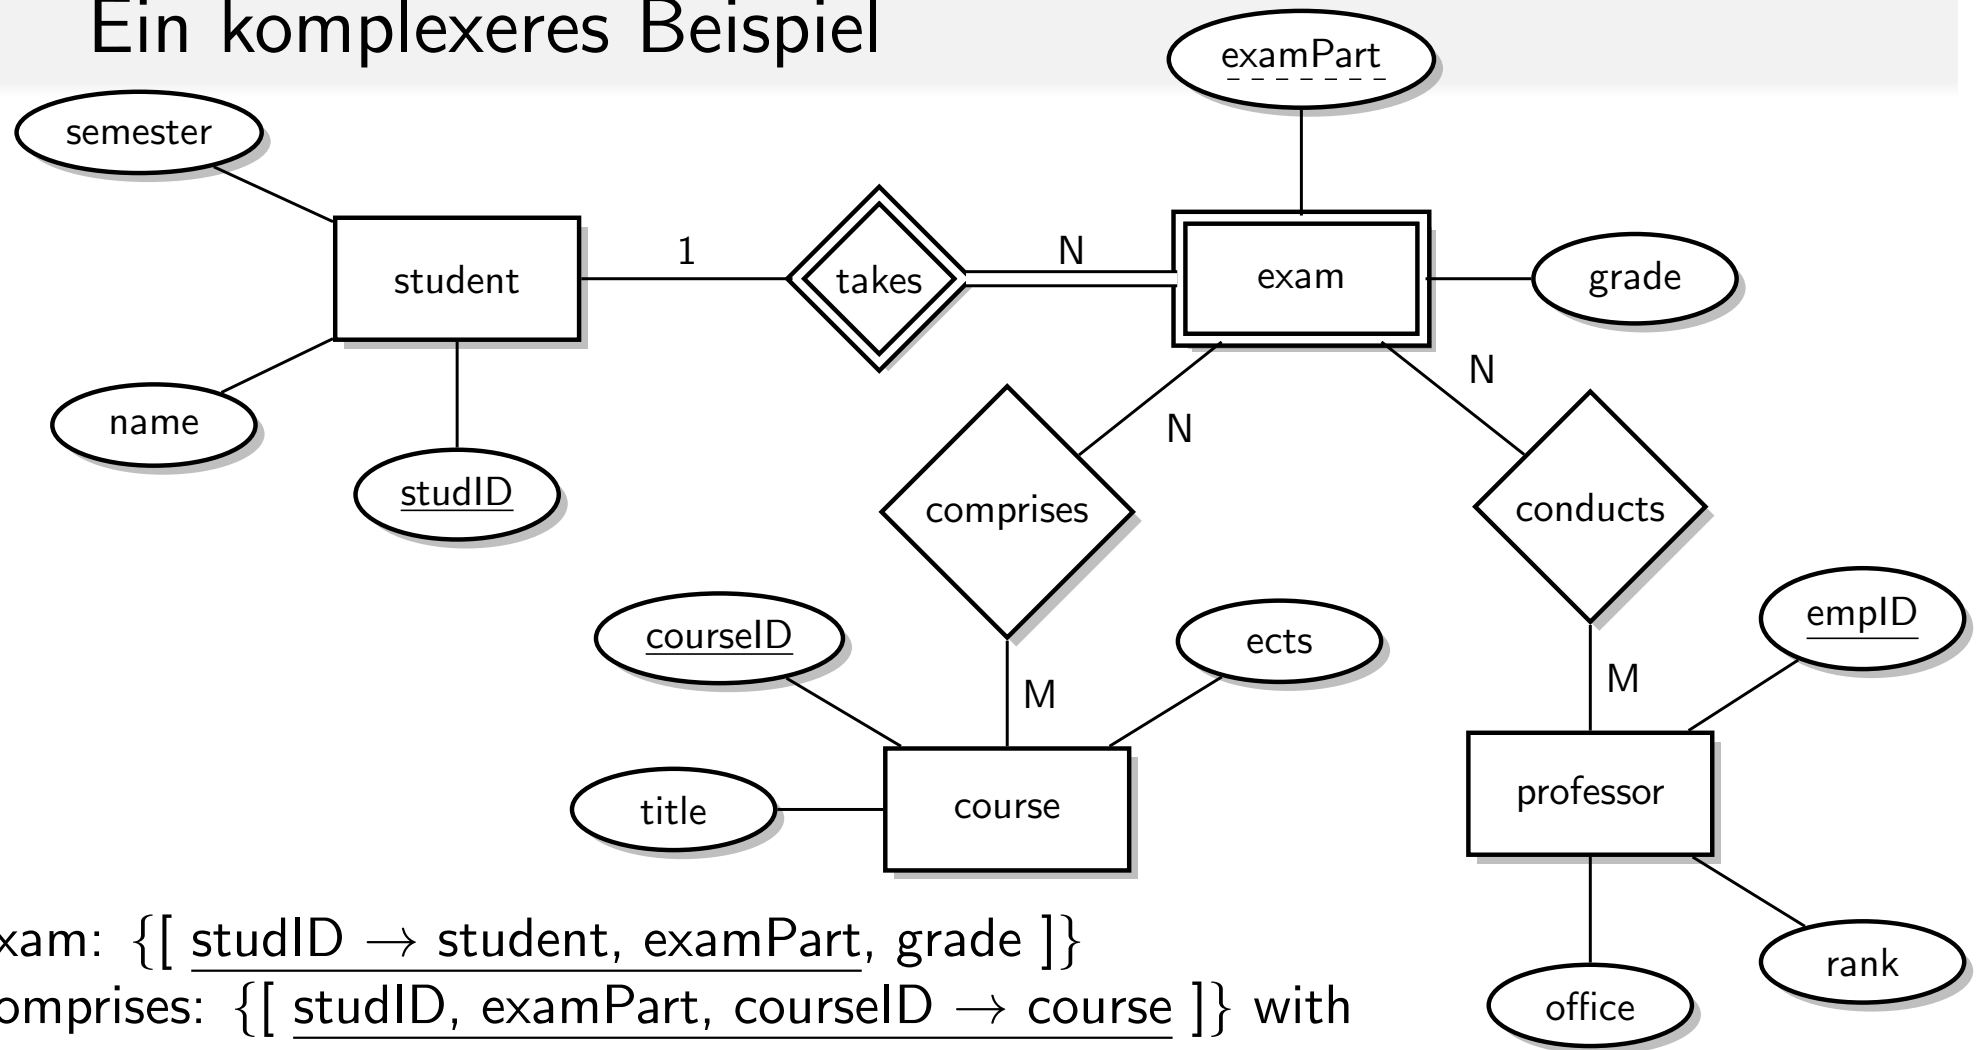 Ein komplexeres Beispiel
examPart
semester
student
1
takes
N
exam
grade
name
studID
N
N
comprises
conducts
courseID
ects
empID
M
M
title
course
professor
rank
office
xam: {[ studID → student, examPart, grade ]}
omprises: {[ studID, examPart, courseID → course ]} with